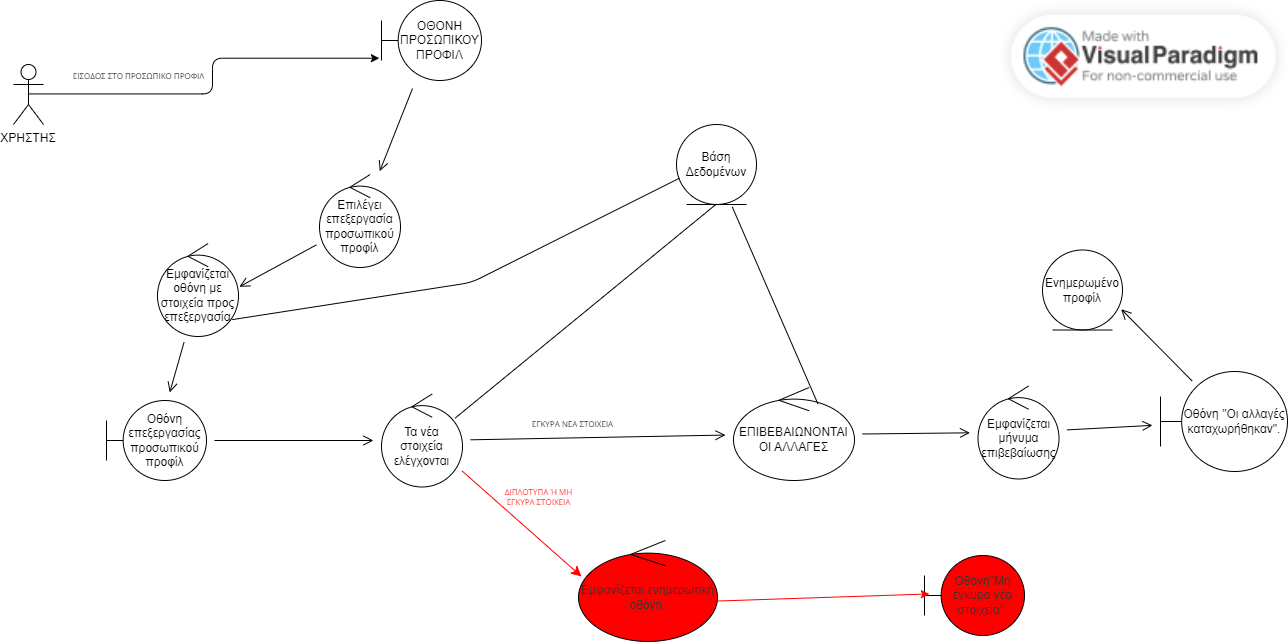 ΟΘΟΝΗ
ΠΡΟΣΩΠΙΚΟΥ
ΠΡΟΦΙΛ
Made with
Visual Paradigm
For non-commercial use
ΕΙΣΟΔΟΣ ΣΤΟ ΠΡΟΣΩΠΙΚΟ ΠΡΟΦΙΛ
ΧΡΗΣΤΗΣ
Βάση
Δεδομένων
Επιλέγει
επεξεργασία
προσωπικού
προφίλ
Εμφανίζεται
οθόνη με
στοιχεία προς
επεξεργασία
Ενημερωμένο
προφίλ
Οθόνη
επεξεργασίας
προσωπικού
προφίλ
Τα νέα
στοιχεία
ελέγχονται
ΕΓΚΥΡΑ ΝΕΑ ΣΤΟΙΧΕΙΑ
ΕΠΙΒΕΒΑΙΩΝΟΝΤΑΙ
ΟΙ ΑΛΛΑΓΕΣ
Εμφανίζεται
μήνυμα
επιβεβαίωσης
Οθόνη "Οι αλλαγές
καταχωρήθηκαν".
ΔΙΠΛΟΤΥΠΑ Ή ΜΗ
ΕΓΚΥΡΑ ΣΤΟΙΧΕΙΑ
Εμφανίζεται ενημερωτική
οθόνη.
Οθόνη"Μη
έγκυρα νέα
στοιχεία"